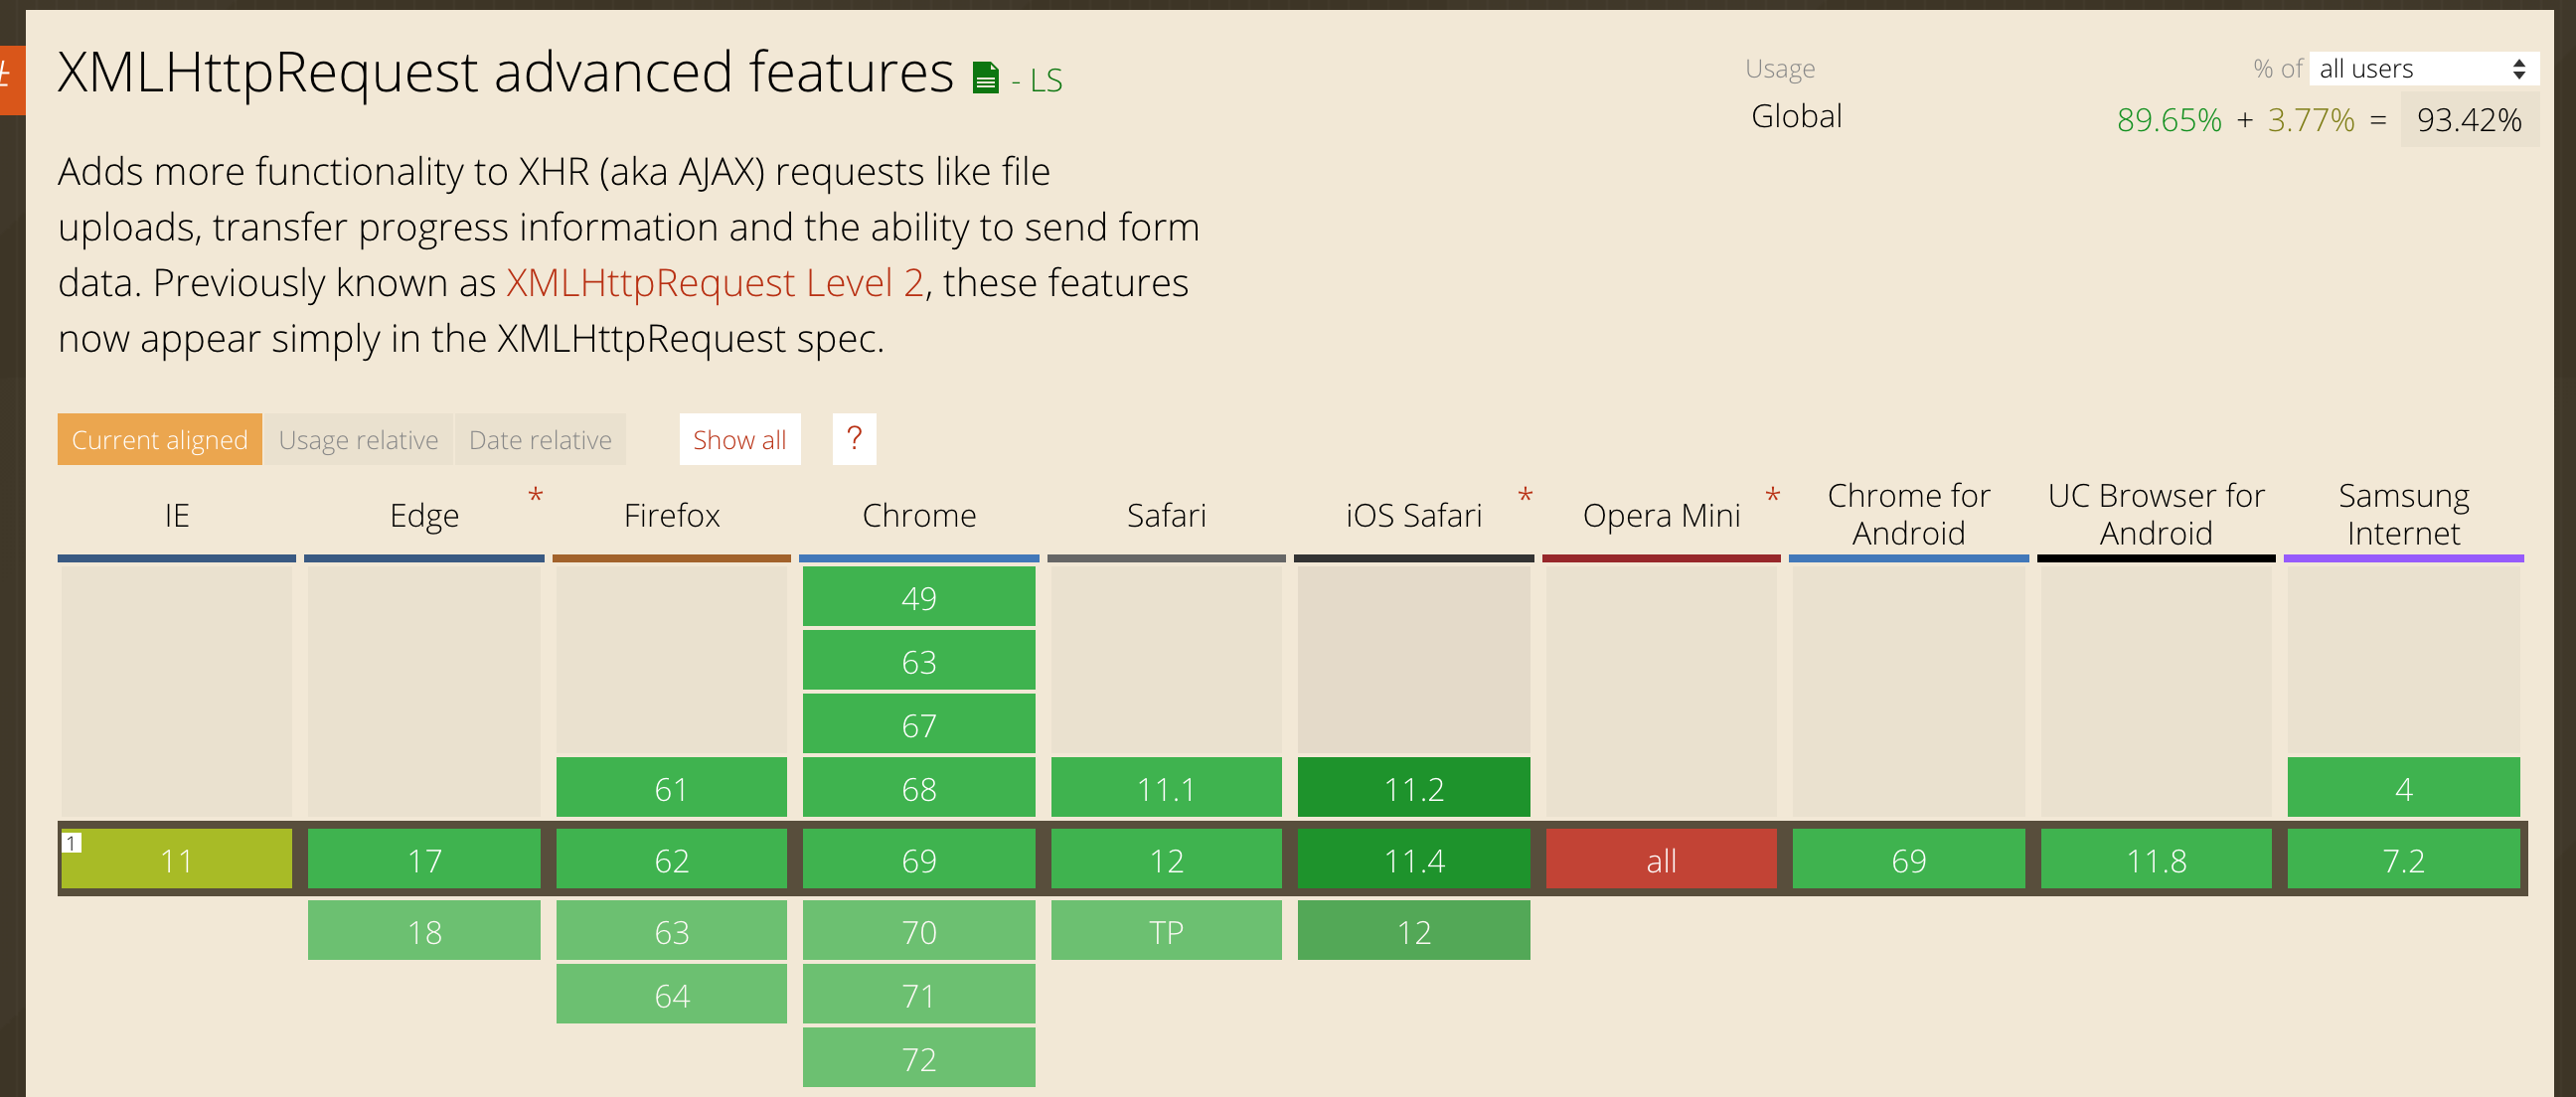 #
XMLHttpRequest advanced features - LS
Usage % of all users
Global 89.65% + 3.77% = 93.42%
Adds more functionality to XHR (aka AJAX) requests like file
uploads, transfer progress information and the ability to send form
data. Previously known as XMLHttpRequest Level 2, these features
now appear simply in the XMLHttpRequest spec.
Current aligned Usage relative Date relative Show all ?
IE Edge * Firefox Chrome Safari iOS Safari * Opera Mini * Chrome for Android UC Browser for Android Samsung Internet
49
63
67
61 68 11.1 11.2 4
1 11 17 62 69 12 11.4 all 69 11.8 7.2
18 63 70 TP 12
64 71
72